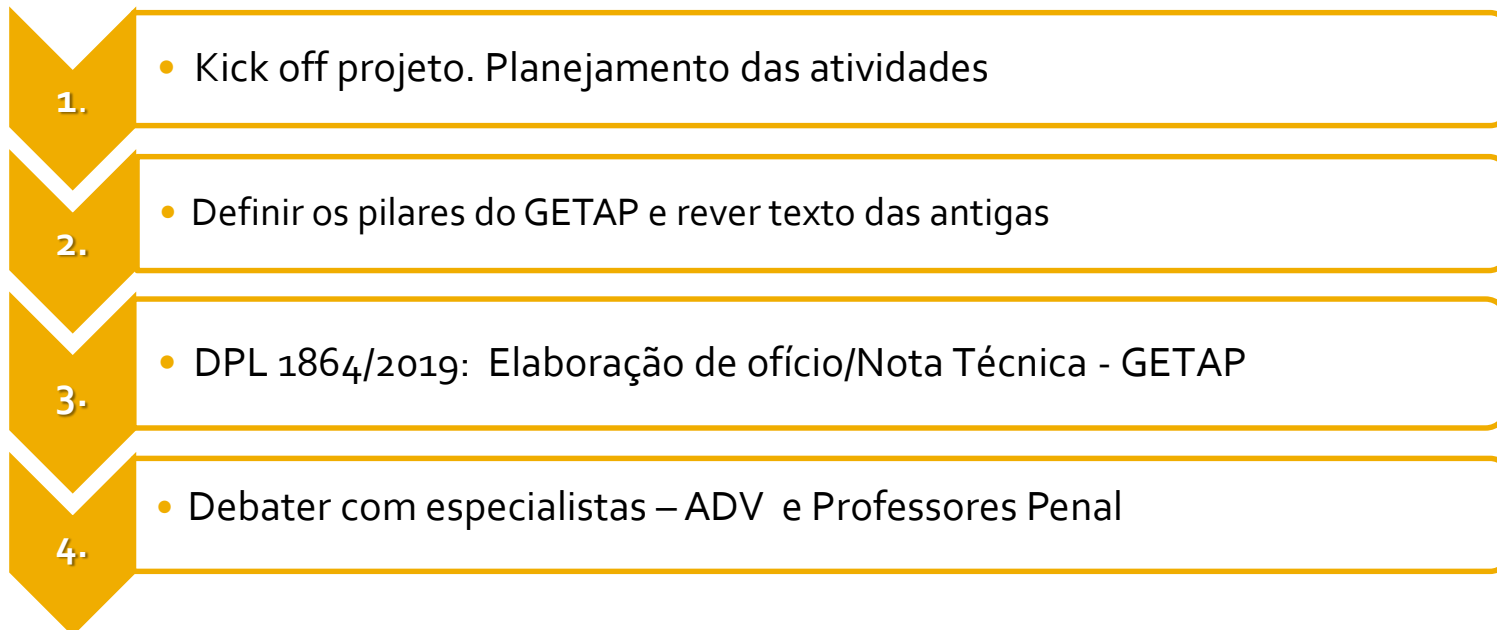 1. • Kick off projeto. Planejamento das atividades
2. • Definir os pilares do GETAP e rever texto das antigas
3. • DPL 1864/2019: Elaboração de ofício/Nota Técnica - GETAP
4. • Debater com especialistas – ADV e Professores Penal